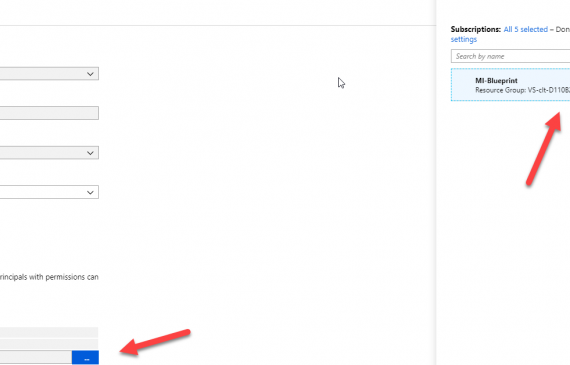 Subscriptions: All 5 selected – Don
settings
Search by name
MI-Blueprint
Resource Group: VS-clt-D110B
rincipals with permissions can
...